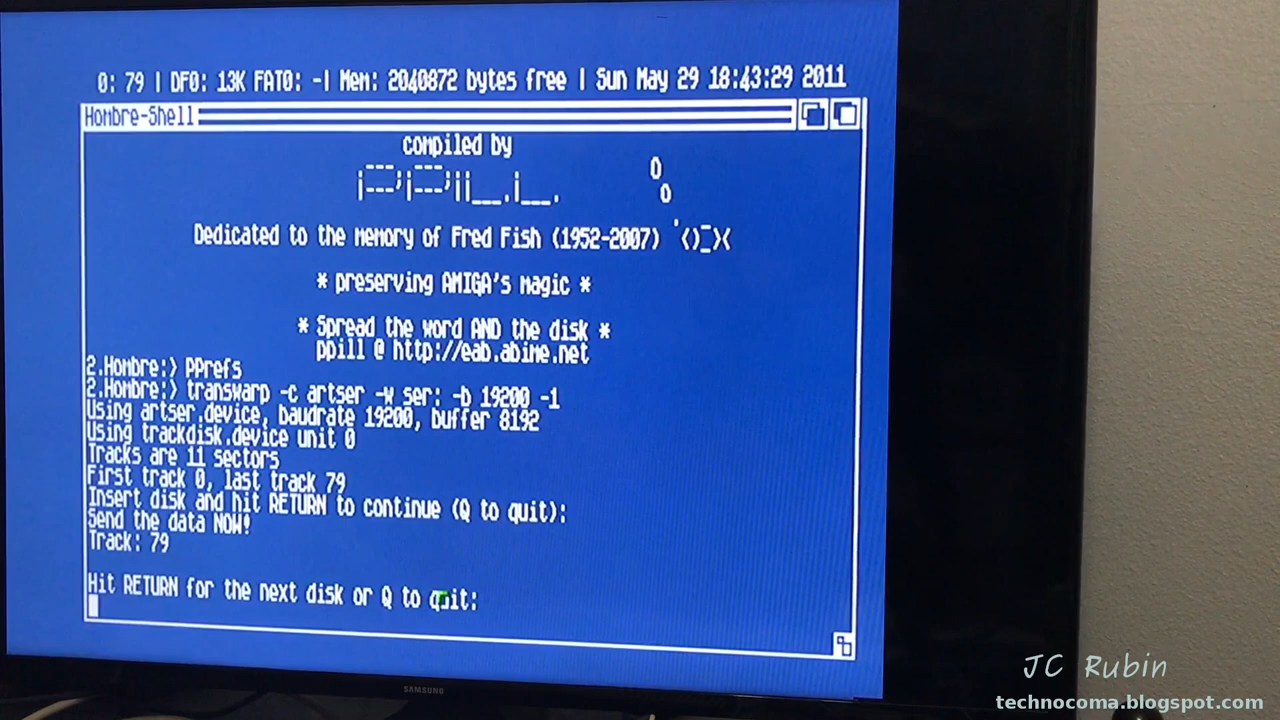 0: 79 | DF0: 13K FAT0: -| Mem: 2040872 bytes free | Sun May 29 18:43:29 2011
Hombre-Shell
compiled by
Dedicated to the memory of Fred Fish (1952-2007)
* preserving AMIGA's magic *
* Spread the word AND the disk *
ppill @ http://eab.abime.net
2.Hombre:> PPrefs
2.Hombre:> transwarp -c artser -w ser: -b 19200 -1
Using artser.device, baudrate 19200, buffer 8192
Using trackdisk.device unit 0
Tracks are 11 sectors
First track 0, last track 79
Insert disk and hit RETURN to continue (Q to quit):
Send the data NOW!
Track: 79
Hit RETURN for the next disk or Q to quit:
SAMSUNG
JC Rubin
technocoma.blogspot.com